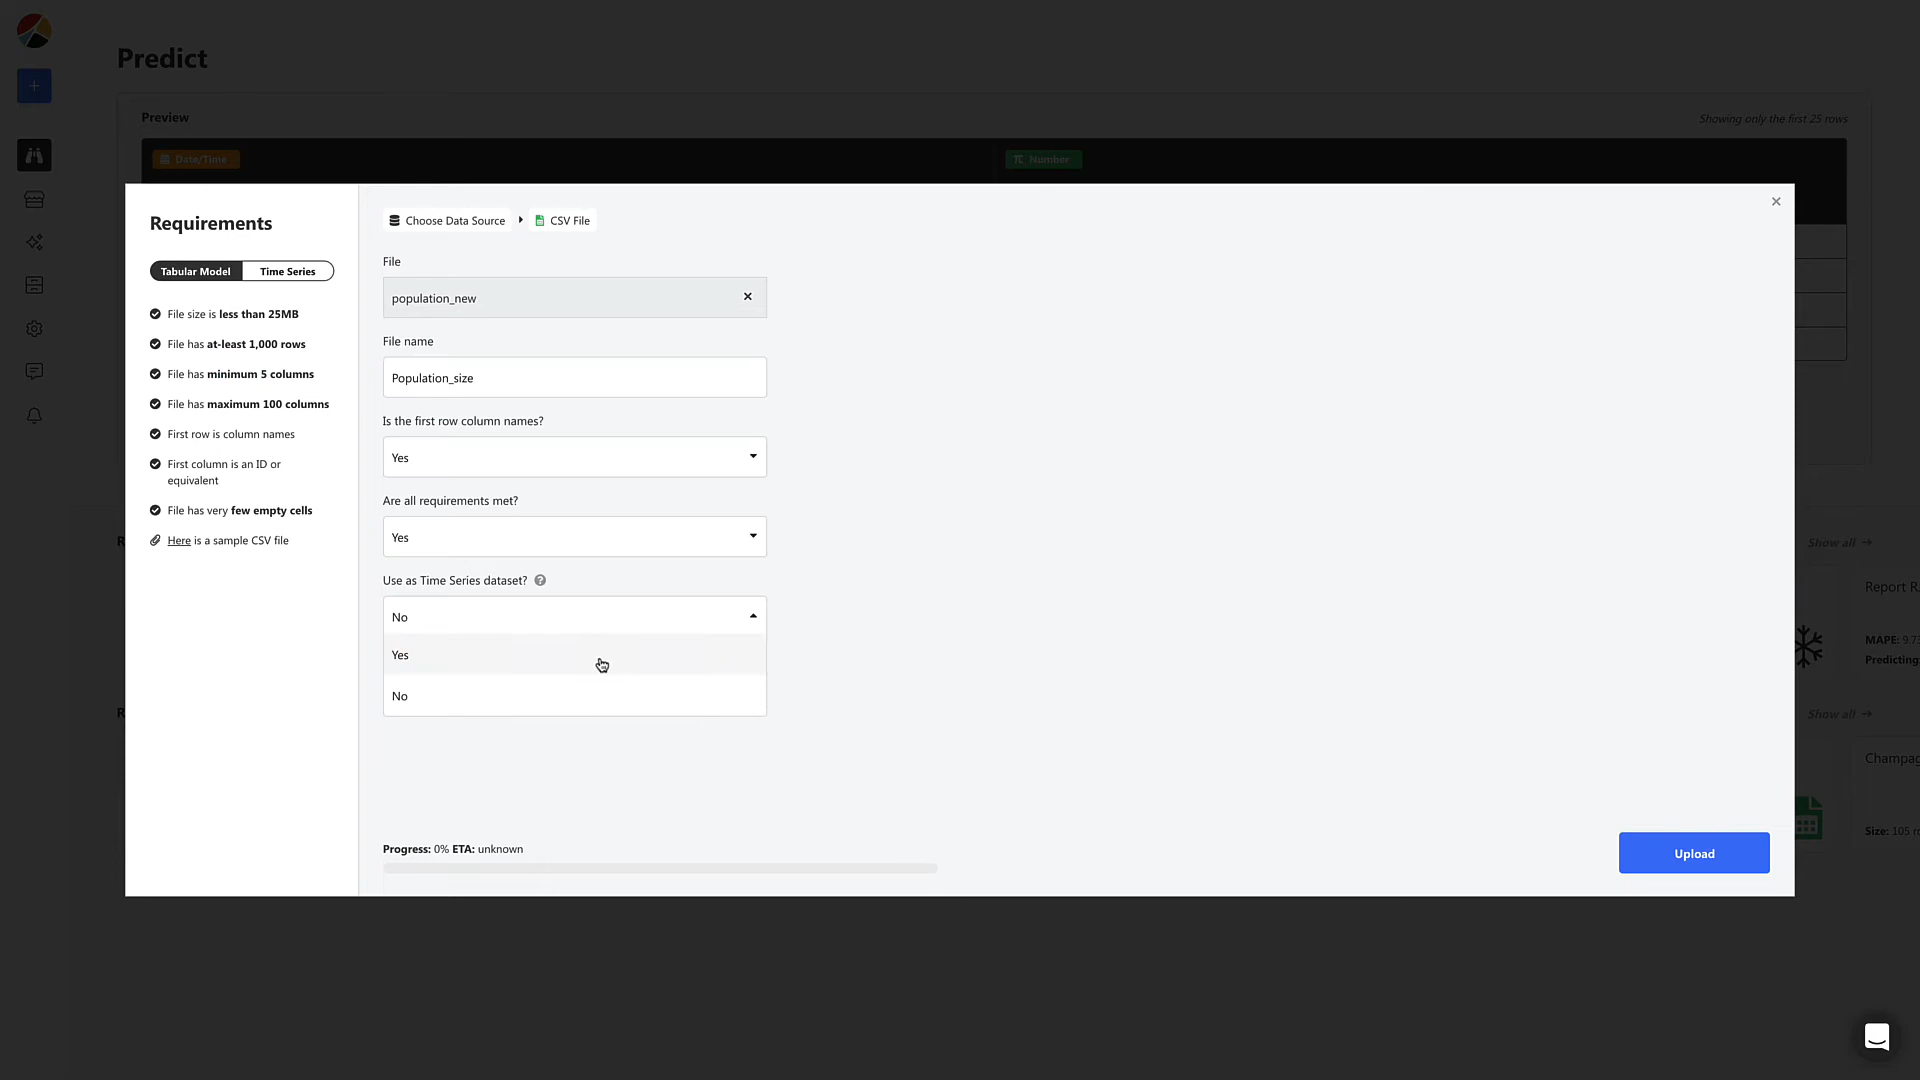 Predict
Preview
Showing only the first 25 rows
Date/Time
Number
Requirements
Tabular Model
Time Series
File size is less than 25MB
File has at-least 1,000 rows
File has minimum 5 columns
File has maximum 100 columns
First row is column names
First column is an ID or
equivalent
File has very few empty cells
Here is a sample CSV file
Choose Data Source
CSV File
File
population_new
File name
Population_size
Is the first row column names?
Yes
Are all requirements met?
Yes
Use as Time Series dataset?
No
Yes
No
Progress: 0% ETA: unknown
Upload
Show all
Report R
MAPE: 9.73
Predicting:
Show all
Champag
Size: 105 ro